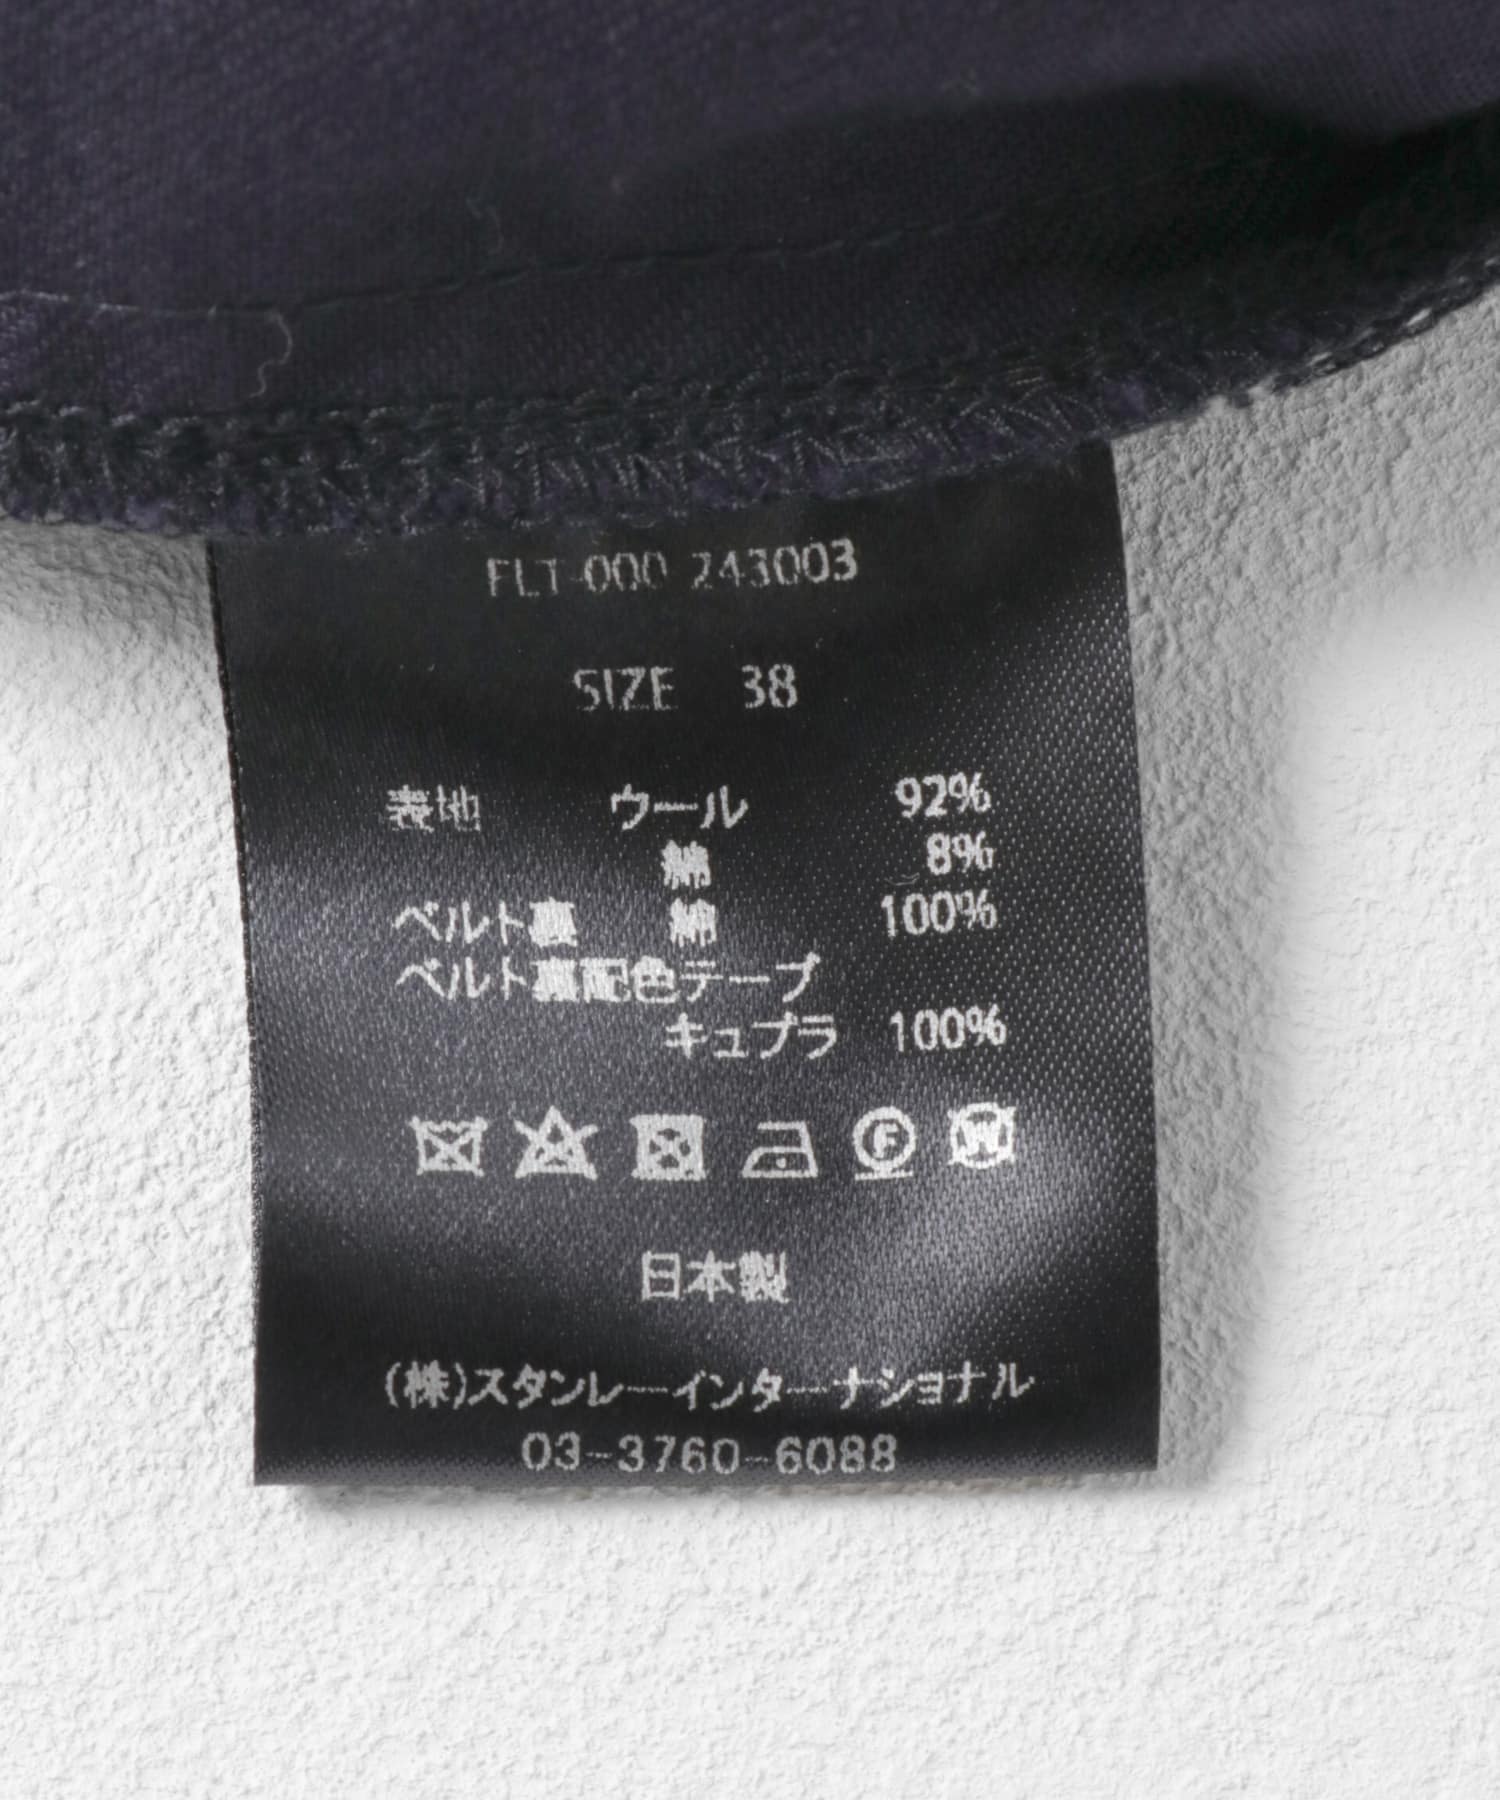 FLT-000 243003
SIZE 38
表地 ウール 92%
綿 8%
ベルト裏 綿 100%
ベルト裏配色テープ
キュプラ 100%
F W
日本製
(株)スタンレーインターナショナル
03-3760-6088